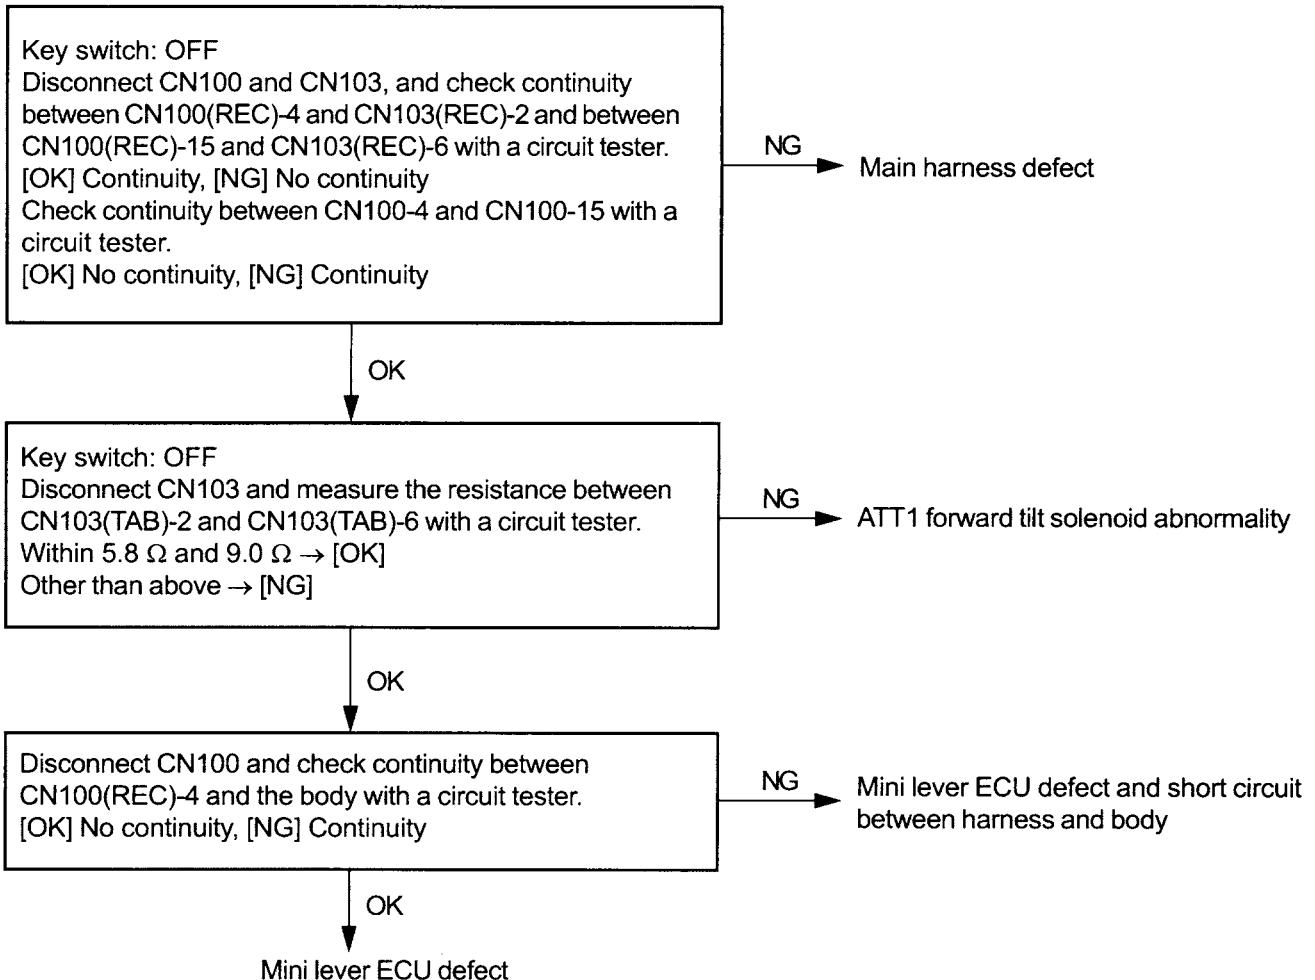 Key switch: OFF
Disconnect CN100 and CN103, and check continuity
between CN100(REC)-4 and CN103(REC)-2 and between
CN100(REC)-15 and CN103(REC)-6 with a circuit tester.
[OK] Continuity, [NG] No continuity
Check continuity between CN100-4 and CN100-15 with a
circuit tester.
[OK] No continuity, [NG] Continuity
NG
Main harness defect
OK
Key switch: OFF
Disconnect CN103 and measure the resistance between
CN103(TAB)-2 and CN103(TAB)-6 with a circuit tester.
Within 5.8 Ω and 9.0 Ω → [OK]
Other than above → [NG]
NG
ATT1 forward tilt solenoid abnormality
OK
Disconnect CN100 and check continuity between
CN100(REC)-4 and the body with a circuit tester.
[OK] No continuity, [NG] Continuity
NG
Mini lever ECU defect and short circuit
between harness and body
OK
Mini lever ECU defect